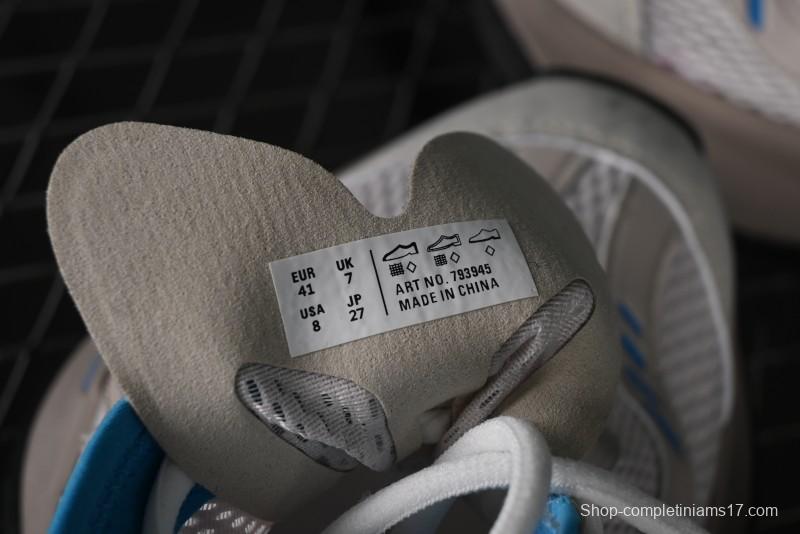 EUR UK
41 7
USA JP
8 27
ART NO. 793945
MADE IN CHINA
Shop-completiniams17.com